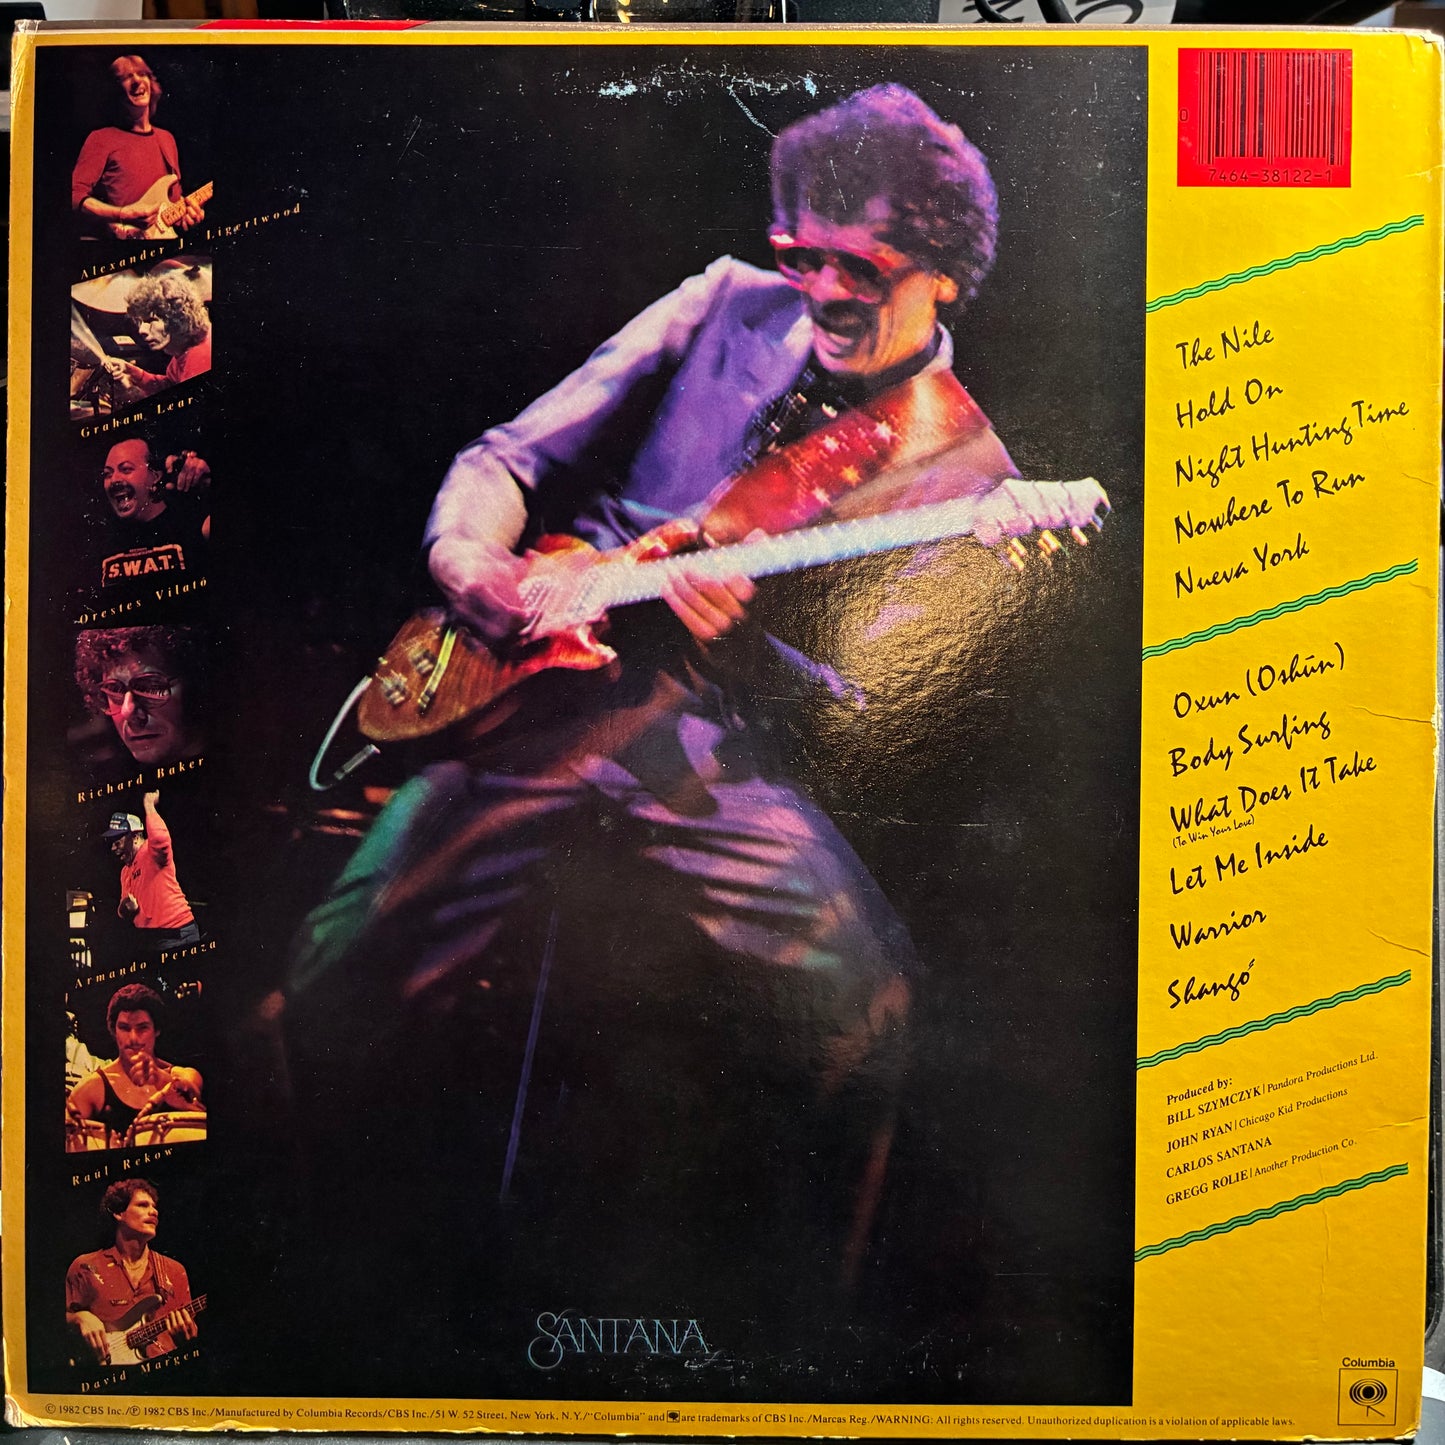 Alexander J. Ligertwood
Graham Lear
S.W.A.T.
Orestes Vilató
Richard Baker
Armando Peraza
Raúl Rekow
David Margen
SANTANA
0
7464-38122-1
The Nile
Hold On
Night Hunting Time
Nowhere To Run
Nueva York
Oxun (Oshūn)
Body Surfing
What Does It Take
(To Win Your Love)
Let Me Inside
Warrior
Shangó
Produced by:
BILL SZYMCZYK | Pandora Productions Ltd.
JOHN RYAN | Chicago Kid Productions
CARLOS SANTANA
GREGG ROLIE | Another Production Co.
Columbia
© 1982 CBS Inc./℗ 1982 CBS Inc./Manufactured by Columbia Records/CBS Inc./51 W. 52 Street, New York, N.Y./"Columbia" and are trademarks of CBS Inc./Marcas Reg./WARNING: All rights reserved. Unauthorized duplication is a violation of applicable laws.